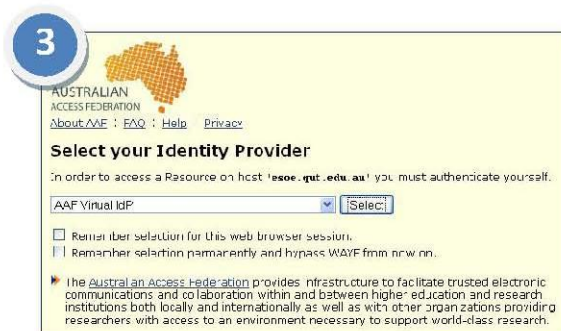 3
AUSTRALIAN
ACCESS FEDERATION
About AAF : FAQ : Help Privacy
Select your Identity Provider
In order to access a Resource on host 'esoe.qut.edu.au' you must authenticate yourself.
AAF Virtual IdP Select
Remember selection for this web browser session.
Remember selection permanently and bypass WAYF from now on.
The Australian Access Federation provides infrastructure to facilitate trusted electronic
communications and collaboration within and between higher education and research
institutions both locally and internationally as well as with other organizations providing
researchers with access to an environment necessary to support world-class research.